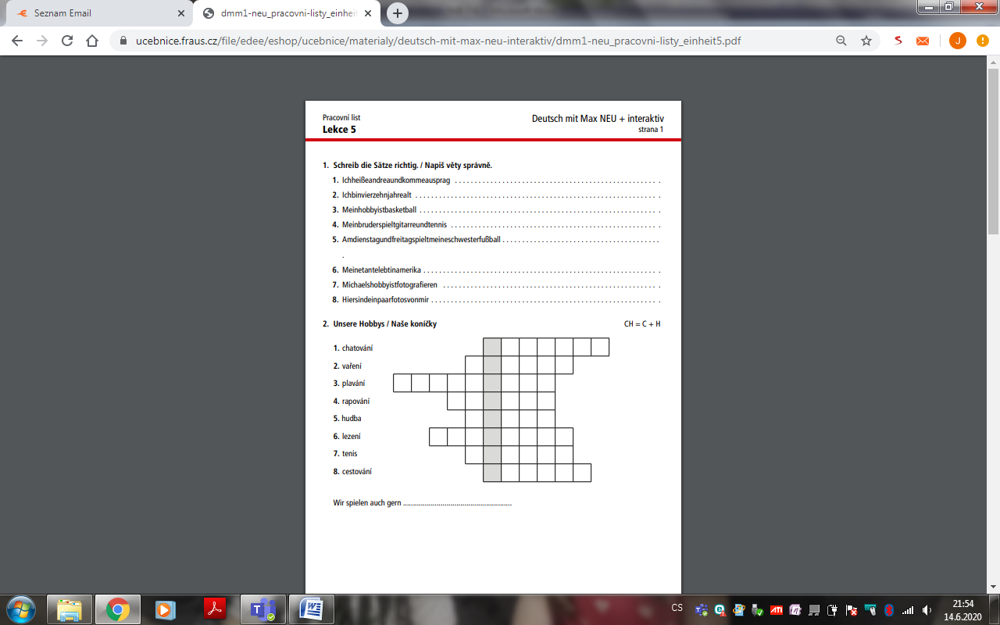 Seznam Email
dmm1-neu_pracovni-listy_einheit
ucebnice.fraus.cz/file/edee/eshop/ucebnice/materialy/deutsch-mit-max-neu-interaktiv/dmm1-neu_pracovni-listy_einheit5.pdf
J
Pracovní list
Deutsch mit Max NEU + interaktiv
Lekce 5
strana 1
1. Schreib die Sätze richtig. / Napiš věty správně.
1. Ichheißeandreaundkommeausprag . . . . . . . . . . . . . . . . . . . . . . . . . . . . . . . . . . . . . . . . . . . .
2. Ichbinvierzehnjahrealt . . . . . . . . . . . . . . . . . . . . . . . . . . . . . . . . . . . . . . . . . . . . . . . . . . . .
3. Meinhobbyistbasketball . . . . . . . . . . . . . . . . . . . . . . . . . . . . . . . . . . . . . . . . . . . . . . . . . . .
4. Meinbruderspieltgitarreundtennis . . . . . . . . . . . . . . . . . . . . . . . . . . . . . . . . . . . . . . . . . . . . .
5. Amdienstagundfreitagspieltmeineschwesterfußball . . . . . . . . . . . . . . . . . . . . . . . . . . . . . . . . . .
.
6. Meinetantelebtinamerika . . . . . . . . . . . . . . . . . . . . . . . . . . . . . . . . . . . . . . . . . . . . . . . . . . .
7. Michaelshobbyistfotografieren . . . . . . . . . . . . . . . . . . . . . . . . . . . . . . . . . . . . . . . . . . . . . . .
8. Hiersindeinpaarfotosvonmir . . . . . . . . . . . . . . . . . . . . . . . . . . . . . . . . . . . . . . . . . . . . . . . . .
2. Unsere Hobbys / Naše koníčky
CH = C + H
1. chatování
2. vaření
3. plavání
4. rapování
5. hudba
6. lezení
7. tenis
8. cestování
Wir spielen auch gern ......................................................
CS
ATI
21:54
14.6.2020